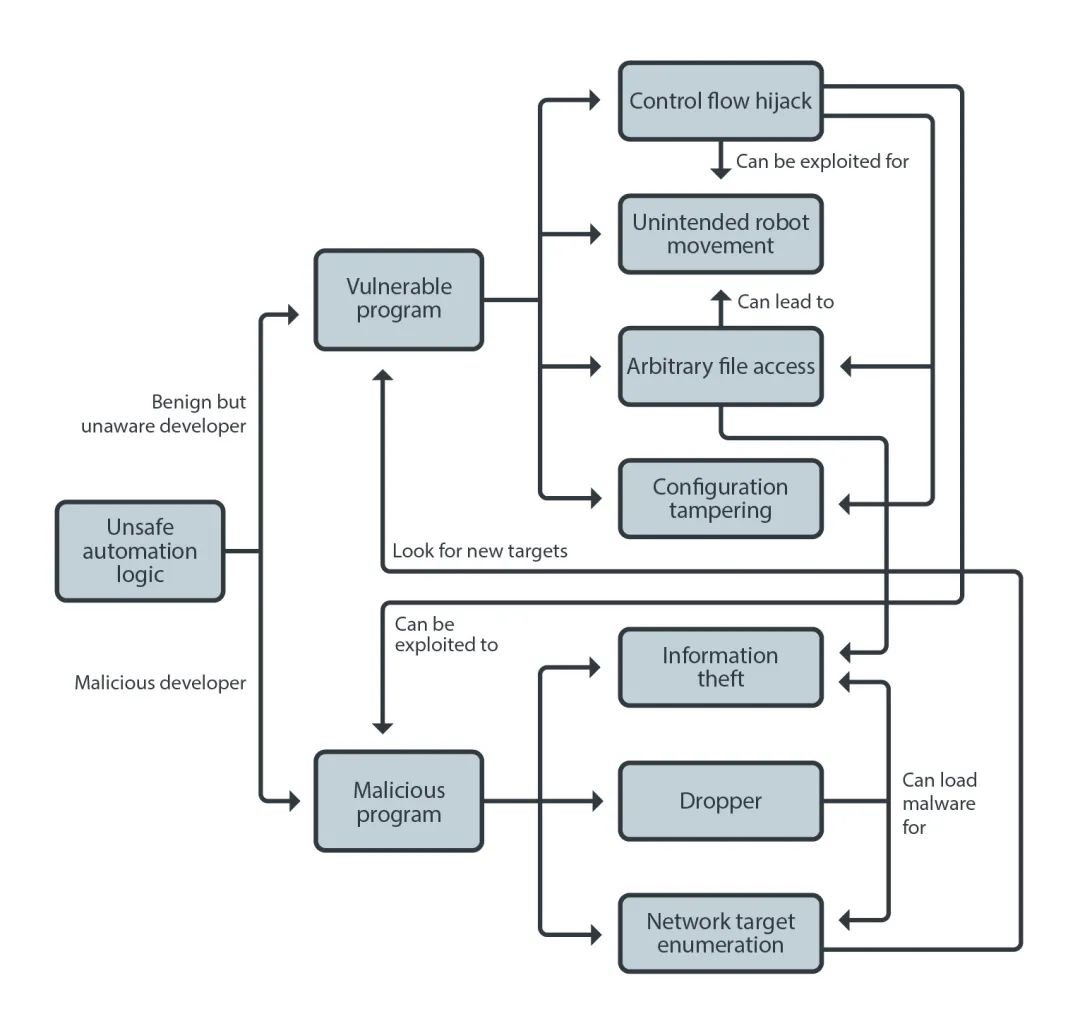 Control flow hijack
Can be exploited for
Unintended robot
movement
Vulnerable
program
Can lead to
Arbitrary file access
Benign but
unaware developer
Configuration
tampering
Unsafe
automation
logic
Look for new targets
Can be
exploited to
Information
theft
Malicious developer
Malicious
program
Dropper
Can load
malware
for
Network target
enumeration